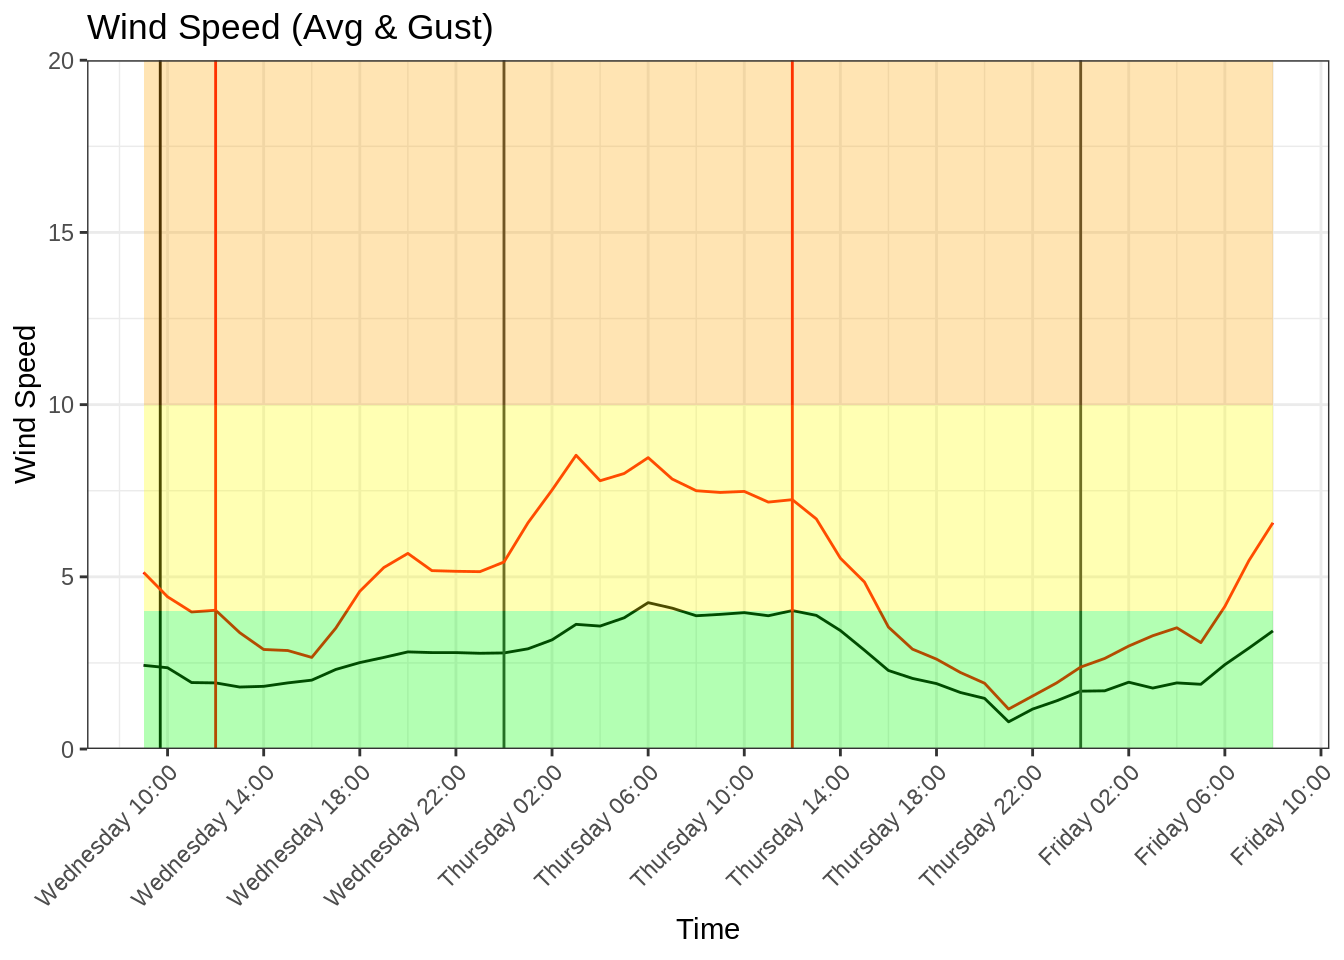 Wind Speed (Avg & Gust)
20
15
10
5
0
Wind Speed
Wednesday 10:00
Wednesday 14:00
Wednesday 18:00
Wednesday 22:00
Thursday 02:00
Thursday 06:00
Thursday 10:00
Thursday 14:00
Thursday 18:00
Thursday 22:00
Friday 02:00
Friday 06:00
Friday 10:00
Time